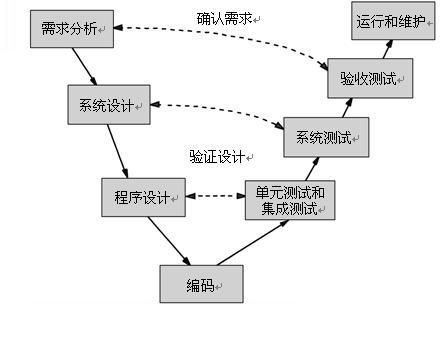 需求分析
确认需求
运行和维护
验收测试
系统设计
系统测试
验证设计
程序设计
单元测试和
集成测试
编码